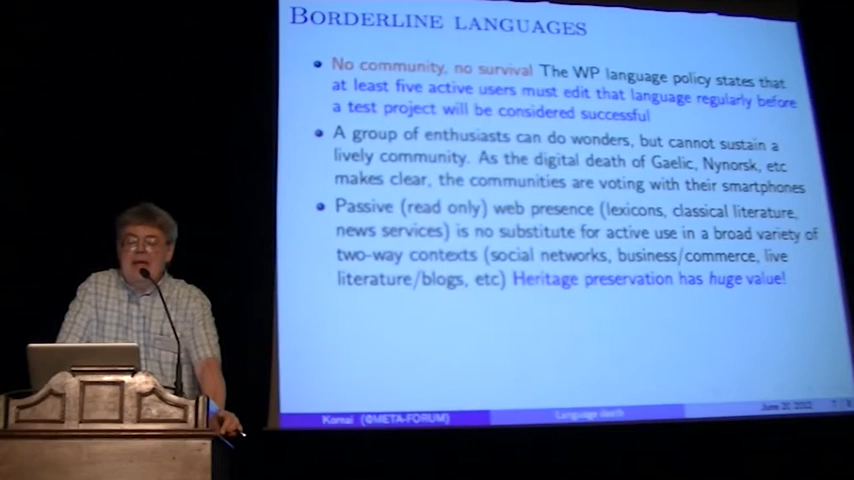 BORDERLINE LANGUAGES
No community, no survival The WP language policy states that
at least five active users must edit that language regularly before
a test project will be considered successful
A group of enthusiasts can do wonders, but cannot sustain a
lively community. As the digital death of Gaelic, Nynorsk, etc
makes clear, the communities are voting with their smartphones
Passive (read only) web presence (lexicons, classical literature,
news services) is no substitute for active use in a broad variety of
two-way contexts (social networks, business/commerce, live
literature/blogs, etc) Heritage preservation has huge value!
Kornai (@META-FORUM) Language death June 20 2012